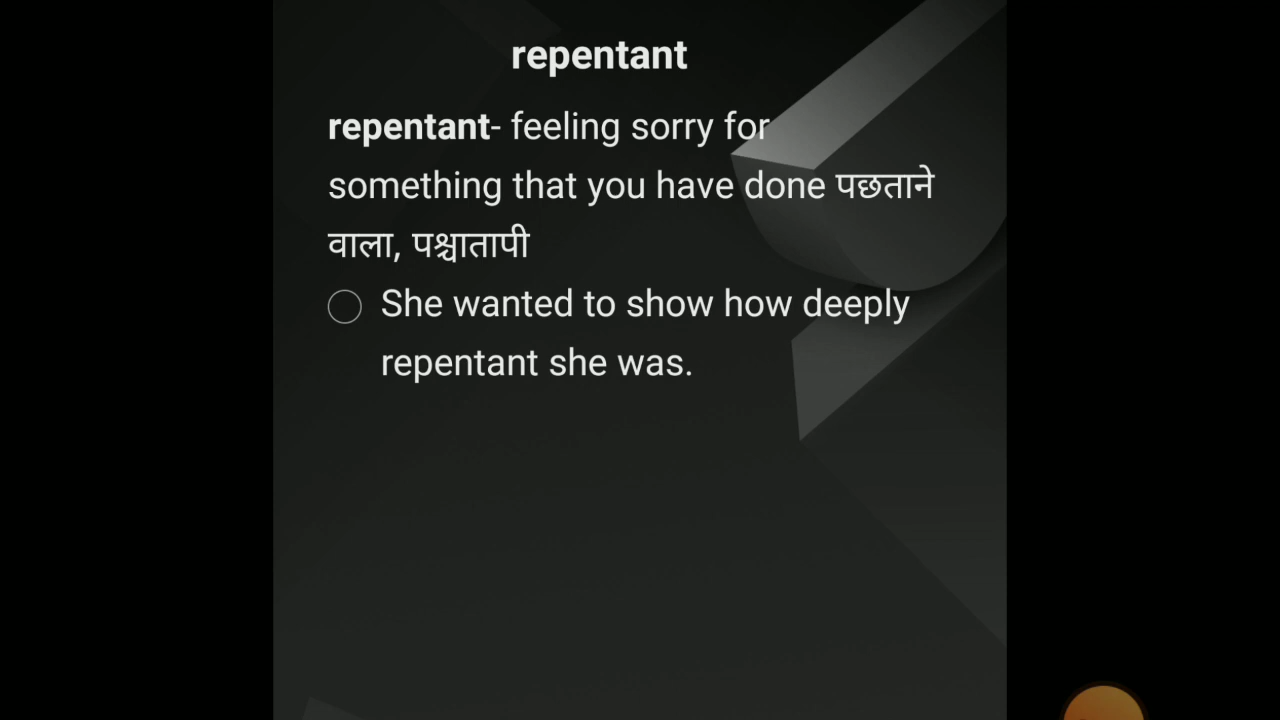 repentant
repentant- feeling sorry for
something that you have done पछताने
वाला, पश्चातापी
She wanted to show how deeply
repentant she was.